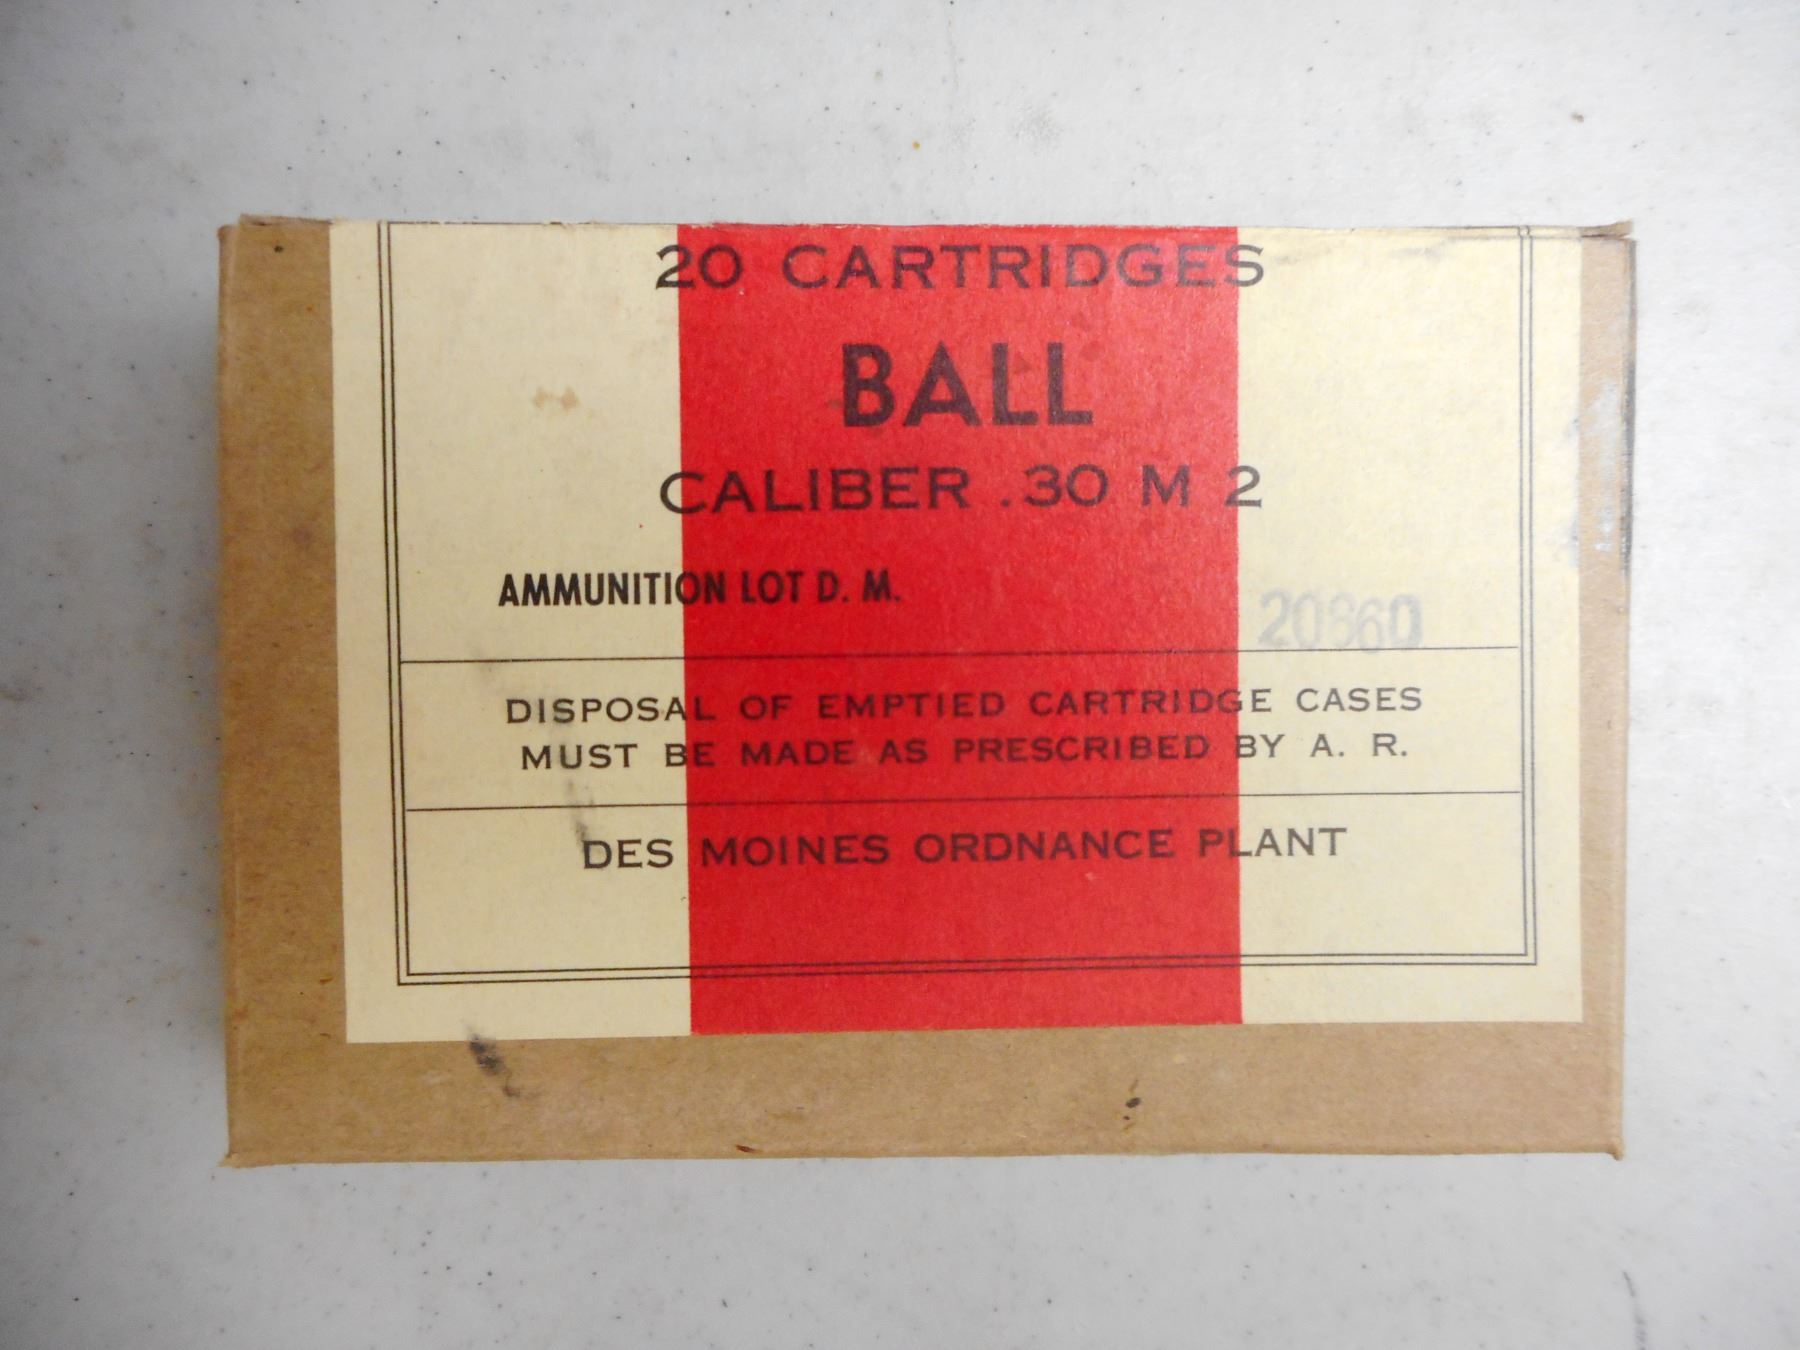 20 CARTRIDGES
BALL
CALIBER .30 M 2
AMMUNITION LOT D. M. 20660
DISPOSAL OF EMPTIED CARTRIDGE CASES
MUST BE MADE AS PRESCRIBED BY A. R.
DES MOINES ORDNANCE PLANT